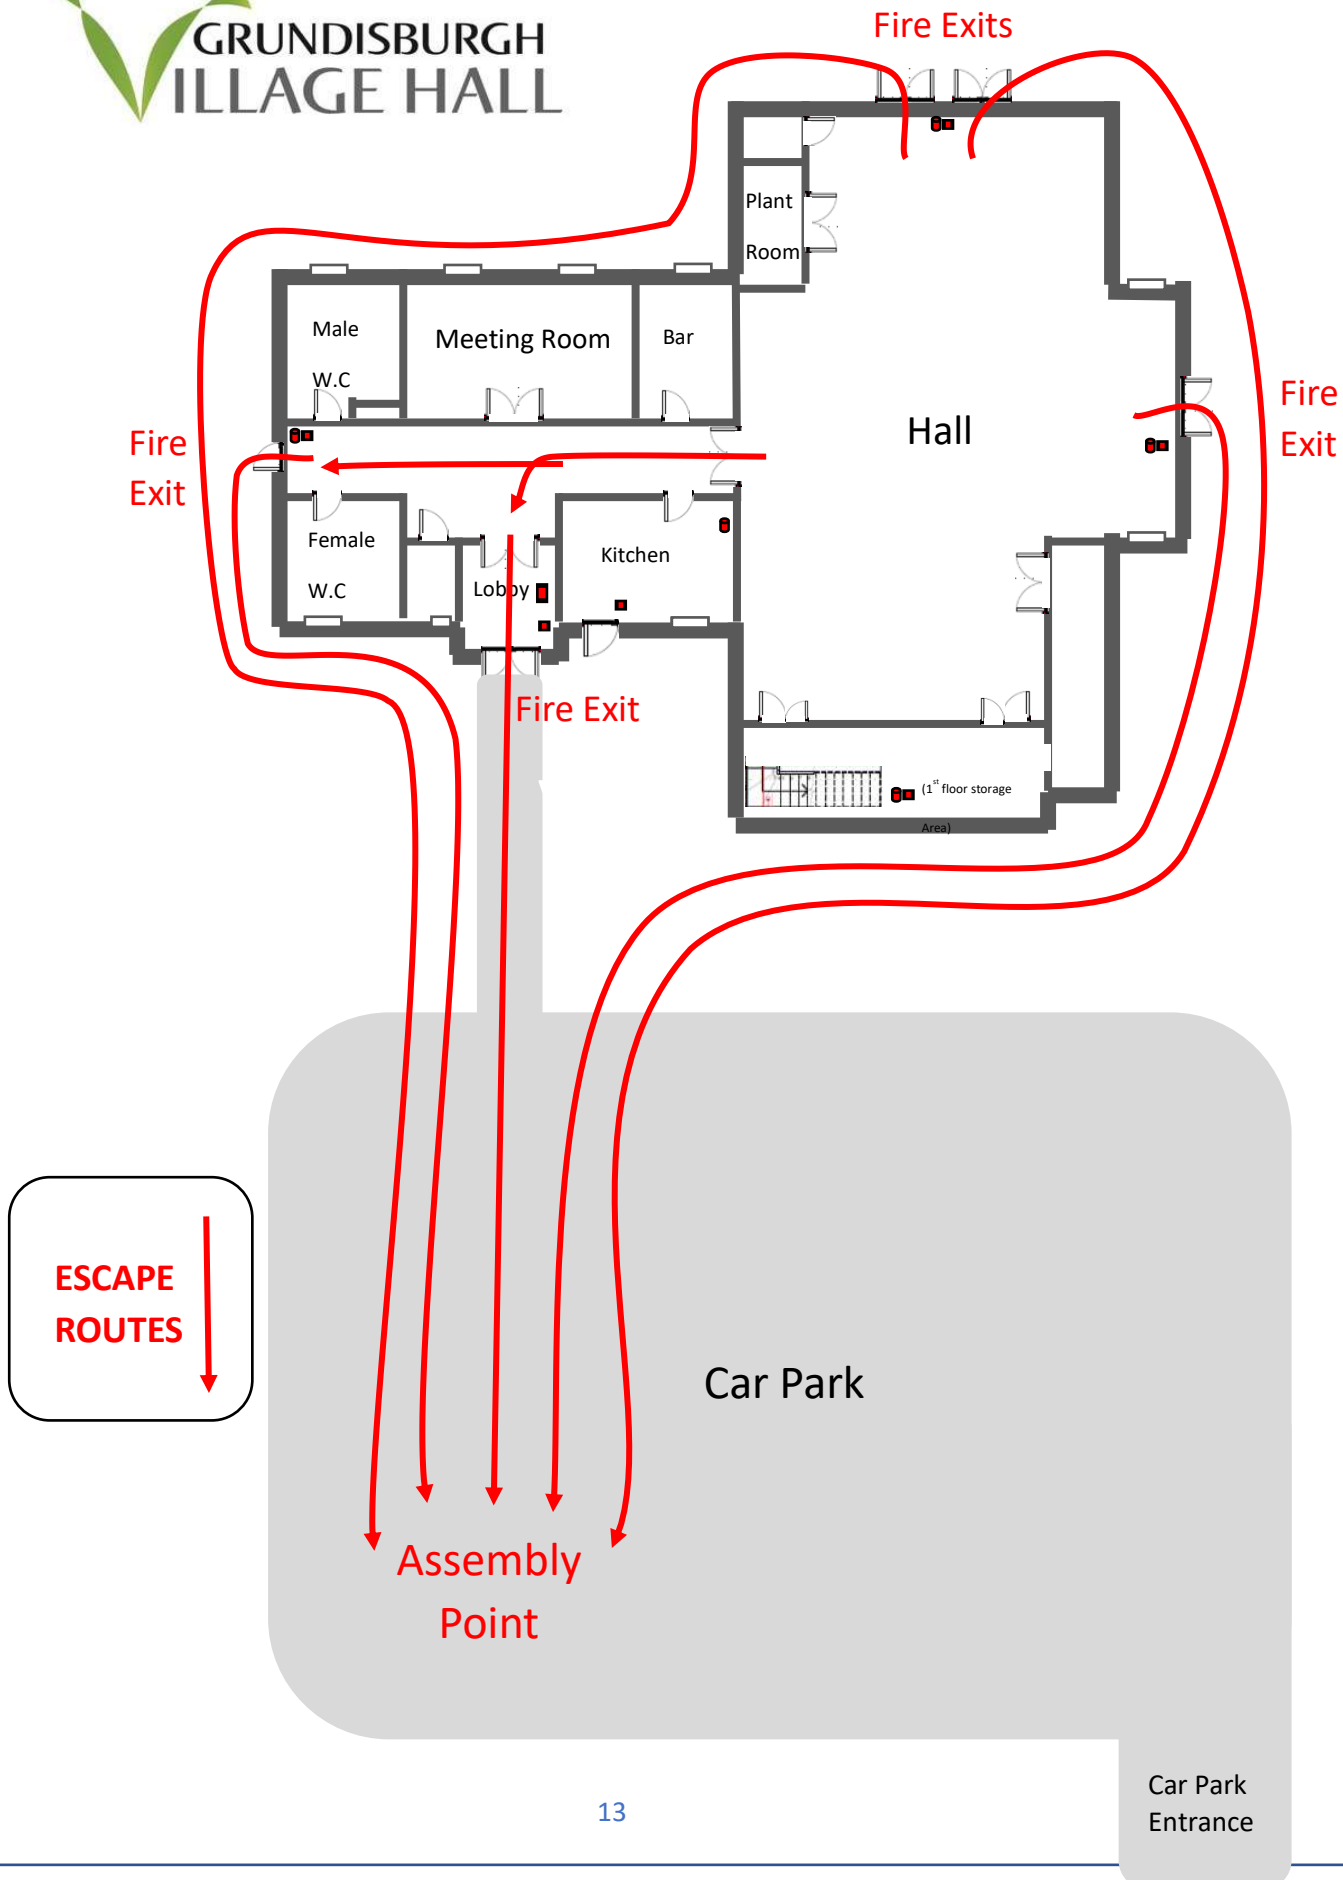 GRUNDISBURGH
VILLAGE HALL
Fire Exits
Plant
Room
Male
W.C
Meeting Room
Bar
Hall
Fire
Exit
Fire
Exit
Female
W.C
Lobby
Kitchen
Fire Exit
(1st floor storage
Area)
ESCAPE
ROUTES
Car Park
Assembly
Point
Car Park
Entrance
13